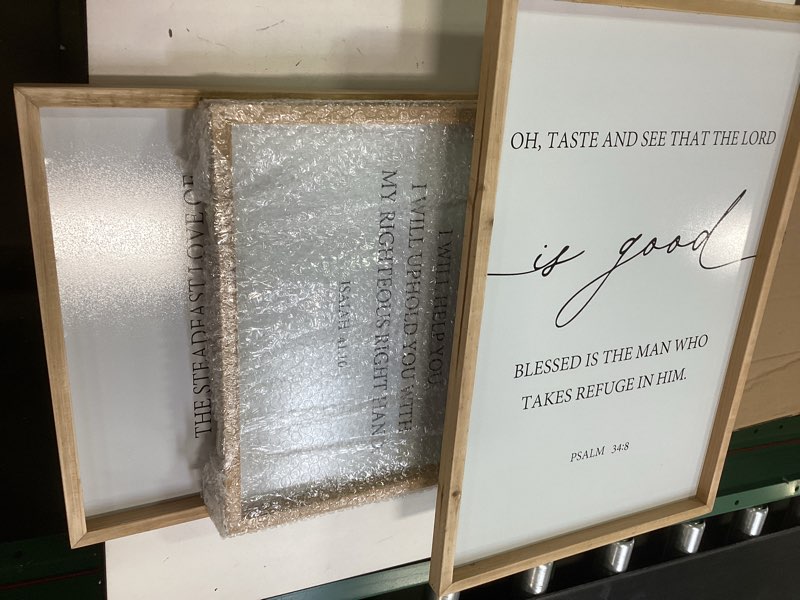 THE STEADFAST LOVE OF
I WILL HELP YOU,
I WILL UPHOLD YOU WITH
MY RIGHTEOUS RIGHT HAND.
ISAIAH 41:10
OH, TASTE AND SEE THAT THE LORD
is good
BLESSED IS THE MAN WHO
TAKES REFUGE IN HIM.
PSALM 34:8